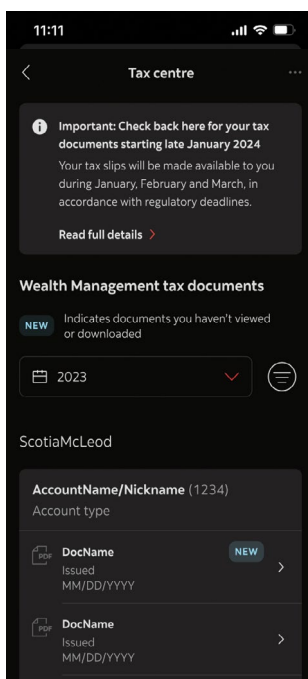 11:11
Tax centre
Important: Check back here for your tax
documents starting late January 2024
Your tax slips will be made available to you
during January, February and March, in
accordance with regulatory deadlines.
Read full details
Wealth Management tax documents
NEW
Indicates documents you haven't viewed
or downloaded
2023
ScotiaMcLeod
AccountName/Nickname (1234)
Account type
PDF
DocName
NEW
Issued
MM/DD/YYYY
PDF
DocName
Issued
MM/DD/YYYY